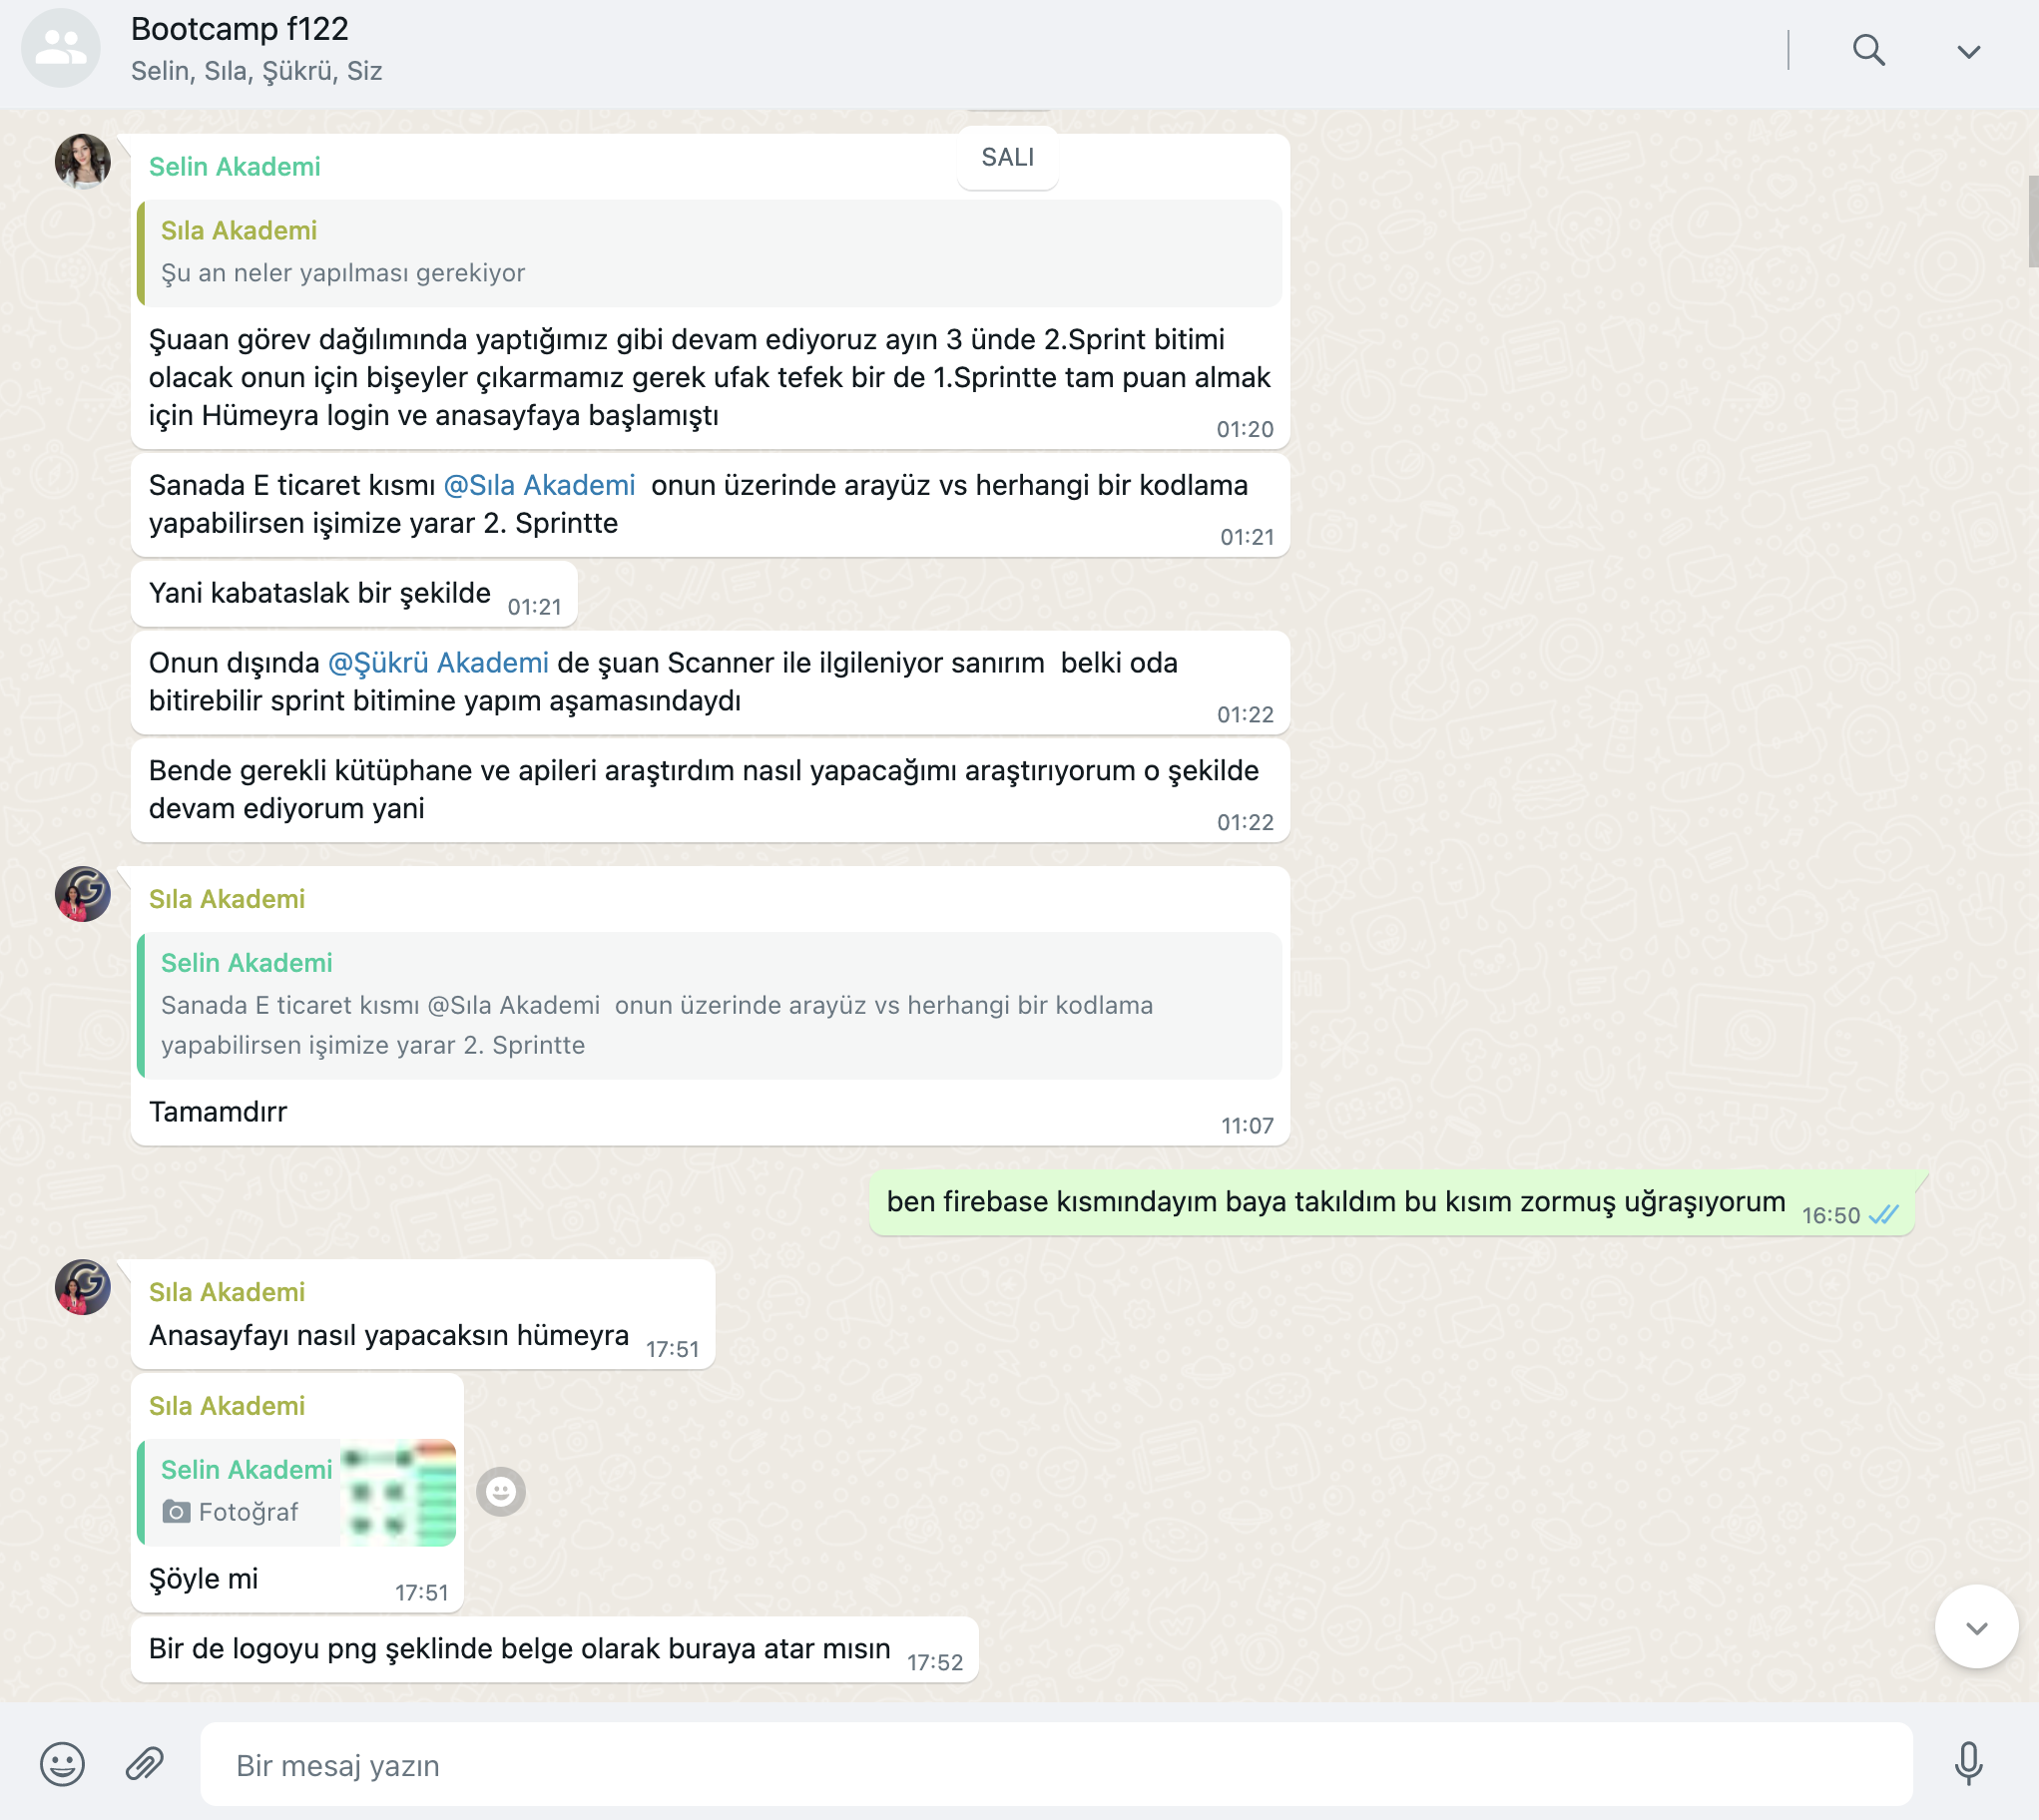 Bootcamp f122
Selin, Sıla, Şükrü, Siz
SALI
Selin Akademi
Sıla Akademi
Şu an neler yapılması gerekiyor
Şuaan görev dağılımında yaptığımız gibi devam ediyoruz ayın 3 ünde 2.Sprint bitimi
olacak onun için bişeyler çıkarmamız gerek ufak tefek bir de 1.Sprintte tam puan almak
için Hümeyra login ve anasayfaya başlamıştı
01:20
Sanada E ticaret kısmı @Sıla Akademi onun üzerinde arayüz vs herhangi bir kodlama
yapabilirsen işimize yarar 2. Sprintte
01:21
Yani kabataslak bir şekilde 01:21
Onun dışında @Şükrü Akademi de şuan Scanner ile ilgileniyor sanırım belki oda
bitirebilir sprint bitimine yapım aşamasındaydı
01:22
Bende gerekli kütüphane ve apileri araştırdım nasıl yapacağımı araştırıyorum o şekilde
devam ediyorum yani
01:22
Sıla Akademi
Selin Akademi
Sanada E ticaret kısmı @Sıla Akademi onun üzerinde arayüz vs herhangi bir kodlama
yapabilirsen işimize yarar 2. Sprintte
Tamamdırr
11:07
ben firebase kısmındayım baya takıldım bu kısım zormuş uğraşıyorum 16:50
Sıla Akademi
Anasayfayı nasıl yapacaksın hümeyra 17:51
Sıla Akademi
Selin Akademi
Fotoğraf
Şöyle mi
17:51
Bir de logoyu png şeklinde belge olarak buraya atar mısın 17:52
Bir mesaj yazın